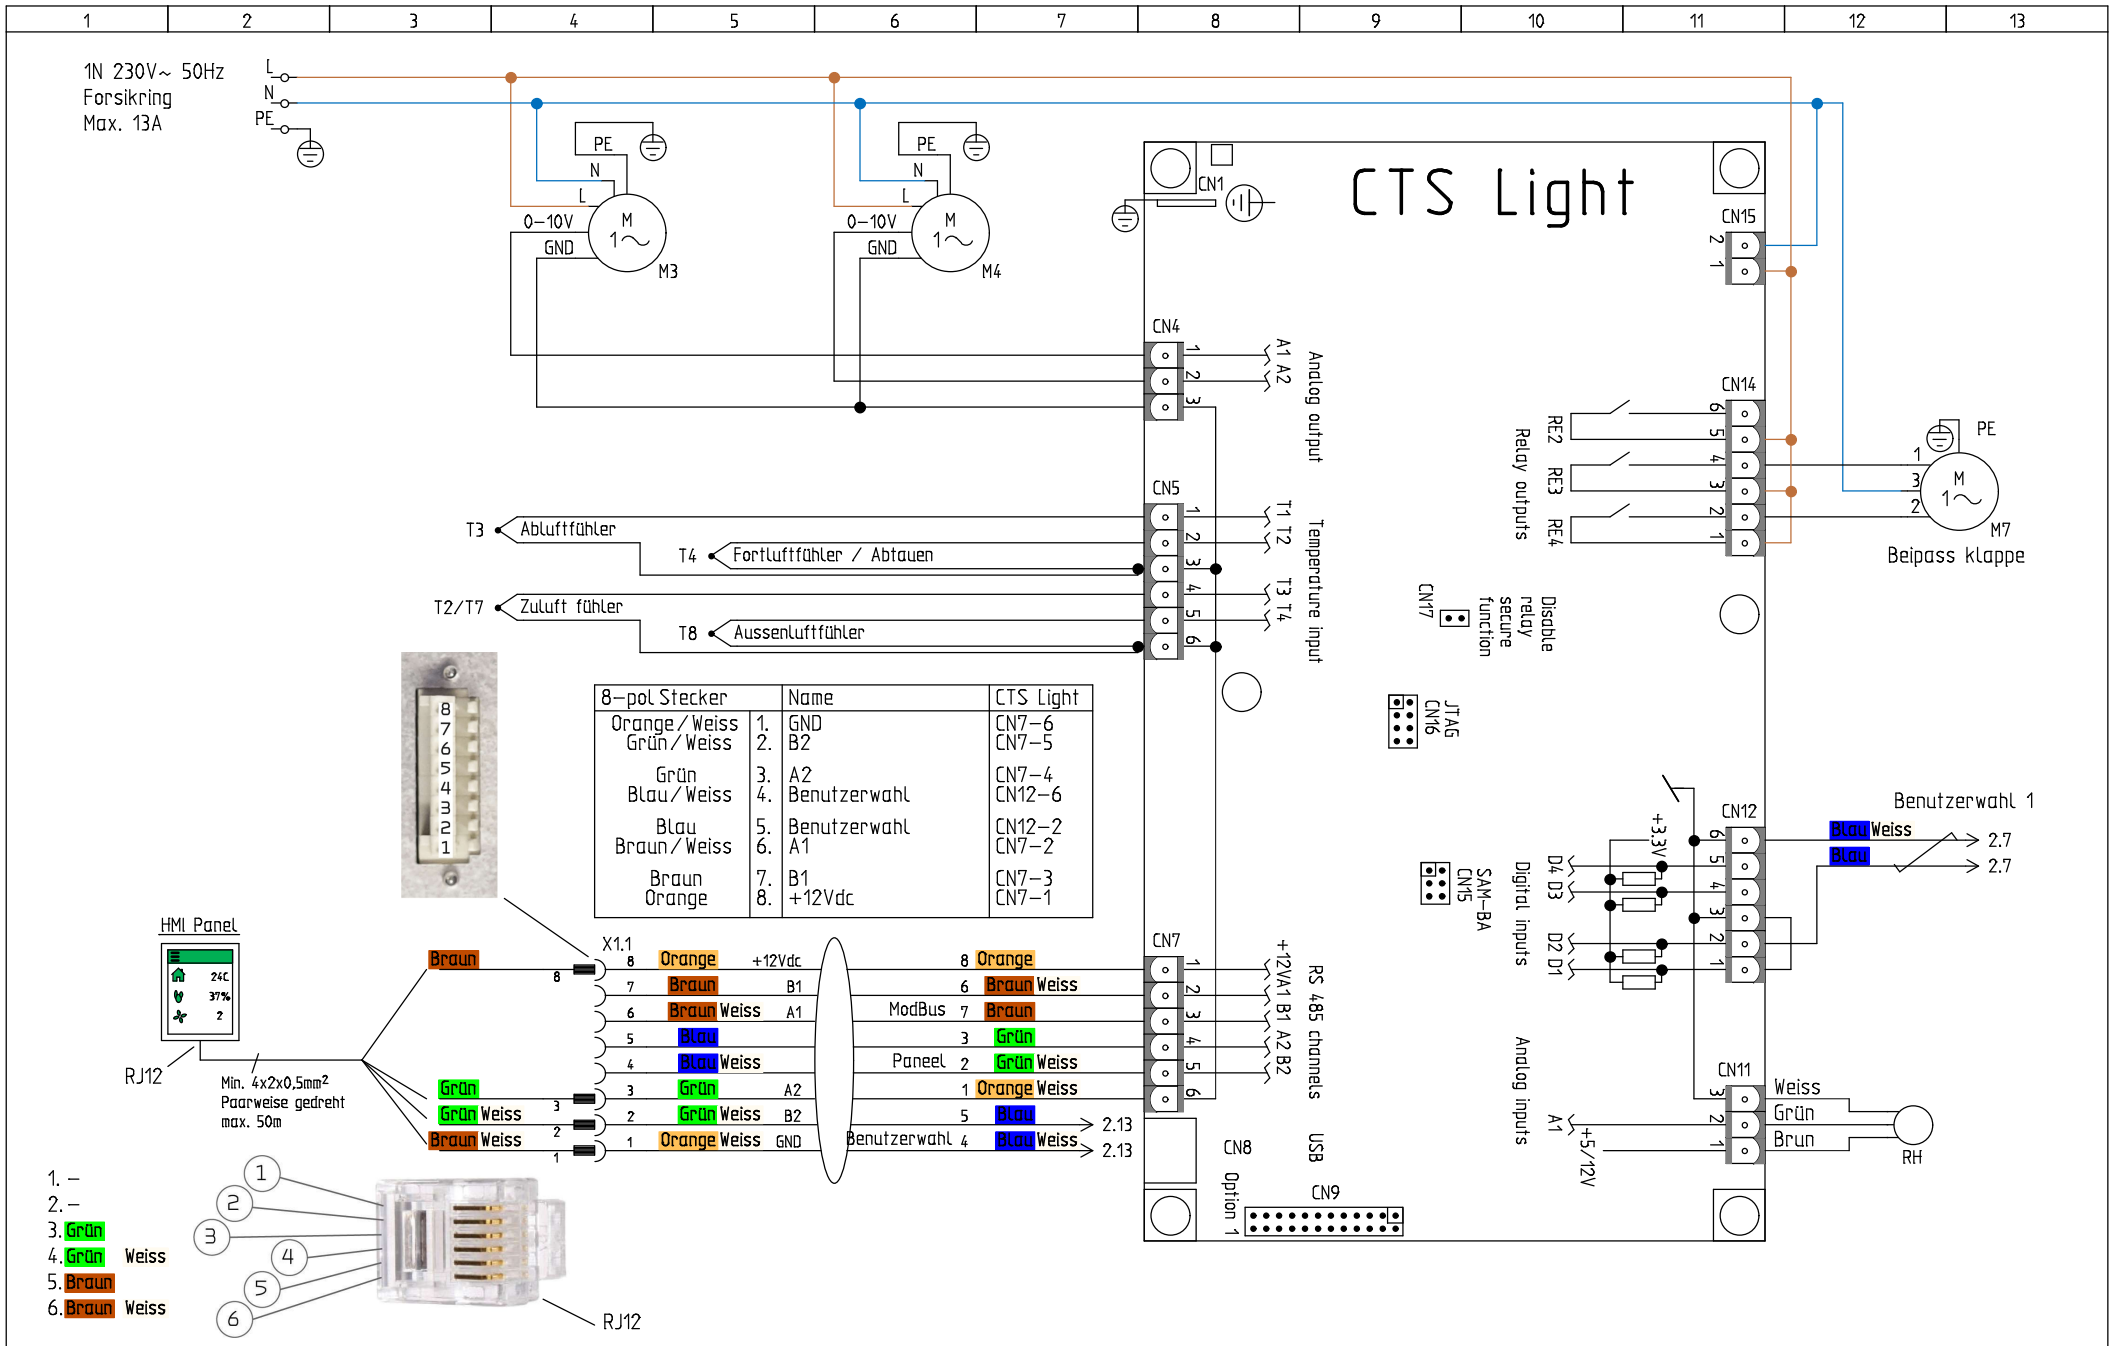 1 2 3 4 5 6 7 8 9 10 11 12 13
1N 230V~ 50Hz
Forsikring
Max. 13A
L
N
PE
PE
N
L
0-10V
GND
M
1~
M3
PE
N
L
0-10V
GND
M
1~
M4
CTS Light
CN1
CN15
2
1
CN4
1
2
3
A1 A2
Analog output
CN14
6
5
4
3
2
1
RE2
RE3
RE4
Relay outputs
PE
1
3
2
M
1~
M7
Beipass klappe
CN5
1
2
3
4
5
6
T1 T2
T3 T4
Temperature input
T3 Abluftfühler
T4 Fortluftfühler / Abtauen
T2/T7 Zuluft fühler
T8 Aussenluftfühler
CN17
Disable
relay
secure
function
JTAG
CN16
SAM-BA
CN15
8
7
6
5
4
3
2
1
8-pol Stecker Name CTS Light
Orange/Weiss 1. GND CN7-6
Grün/Weiss 2. B2 CN7-5
Grün 3. A2 CN7-4
Blau/Weiss 4. Benutzerwahl CN12-6
Blau 5. Benutzerwahl CN12-2
Braun/Weiss 6. A1 CN7-2
Braun 7. B1 CN7-3
Orange 8. +12Vdc CN7-1
CN12
6
5
4
3
2
1
+3.3V
D4 D3
D2 D1
Digital inputs
Benutzerwahl 1
Blau Weiss 2.7
Blau 2.7
HMI Panel
24C
37%
2
RJ12
Min. 4x2x0,5mm²
Paarweise gedreht
max. 50m
X1.1
Braun 8 8 Orange +12Vdc 8 Orange
7 Braun B1 6 Braun Weiss
6 Braun Weiss A1 ModBus 7 Braun
5 Blau 3 Grün
4 Blau Weiss Paneel 2 Grün Weiss
Grün 3 3 Grün A2 1 Orange Weiss
Grün Weiss 2 2 Grün Weiss B2 5 Blau 2.13
Braun Weiss 1 1 Orange Weiss GND Benutzerwahl 4 Blau Weiss 2.13
CN7
1
2
3
4
5
6
+12V A1 B1 A2 B2
RS 485 channels
CN8
USB
Option 1
CN9
CN11
3
2
1
A1
+5/12V
Analog inputs
Weiss
Grün
Brun
RH
1. -
2. -
3. Grün
4. Grün Weiss
5. Braun
6. Braun Weiss
1
2
3
4
5
6
RJ12